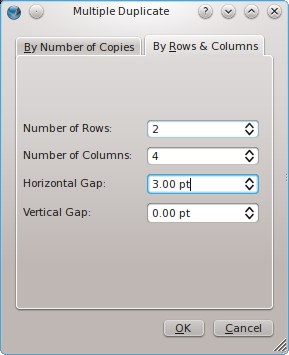 Multiple Duplicate
By Number of Copies By Rows & Columns
Number of Rows: 2
Number of Columns: 4
Horizontal Gap: 3.00 pt
Vertical Gap: 0.00 pt
OK Cancel